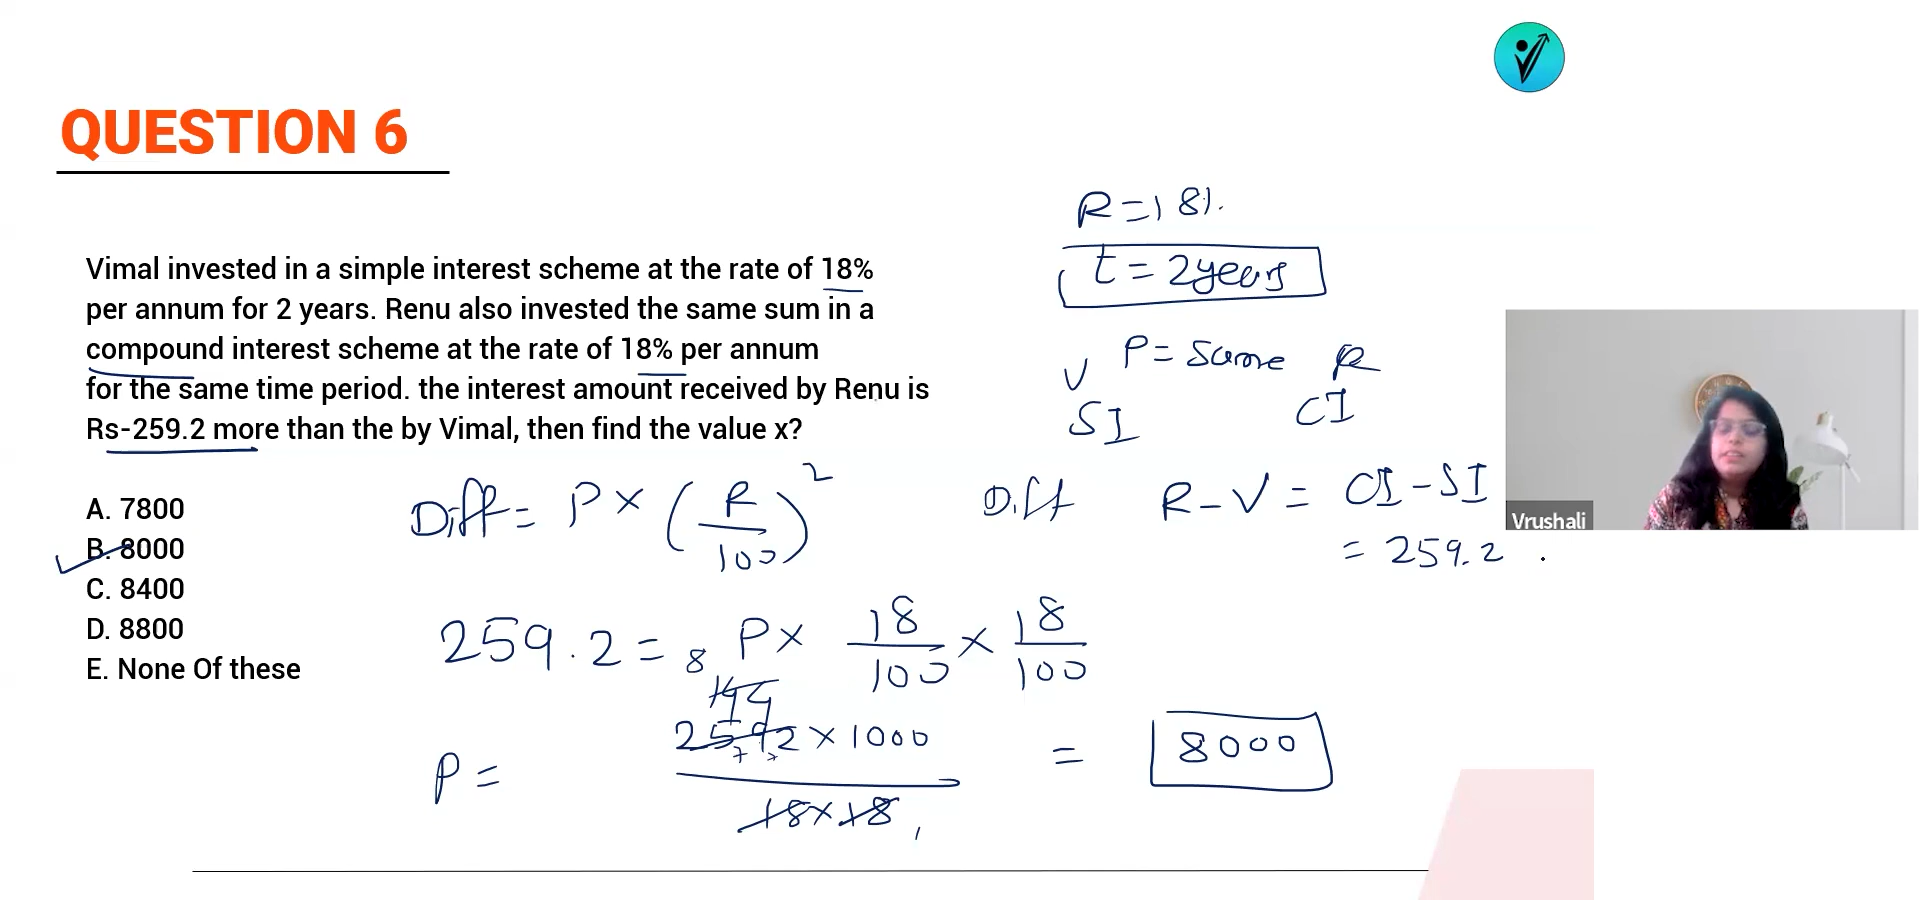 QUESTION 6
Vimal invested in a simple interest scheme at the rate of 18%
per annum for 2 years. Renu also invested the same sum in a
compound interest scheme at the rate of 18% per annum
for the same time period. the interest amount received by Renu is
Rs-259.2 more than the by Vimal, then find the value x?
A. 7800
B. 8000
C. 8400
D. 8800
E. None Of these
R = 18%.
t = 2years
P = Same
V R
SI CI
Diff R - V = CI - SI
= 259.2
Diff = P × (R/100)²
259.2 = P × 18/100 × 18/100
8
144
P = 2592 × 1000 / 18 × 18 = 8000
Vrushali